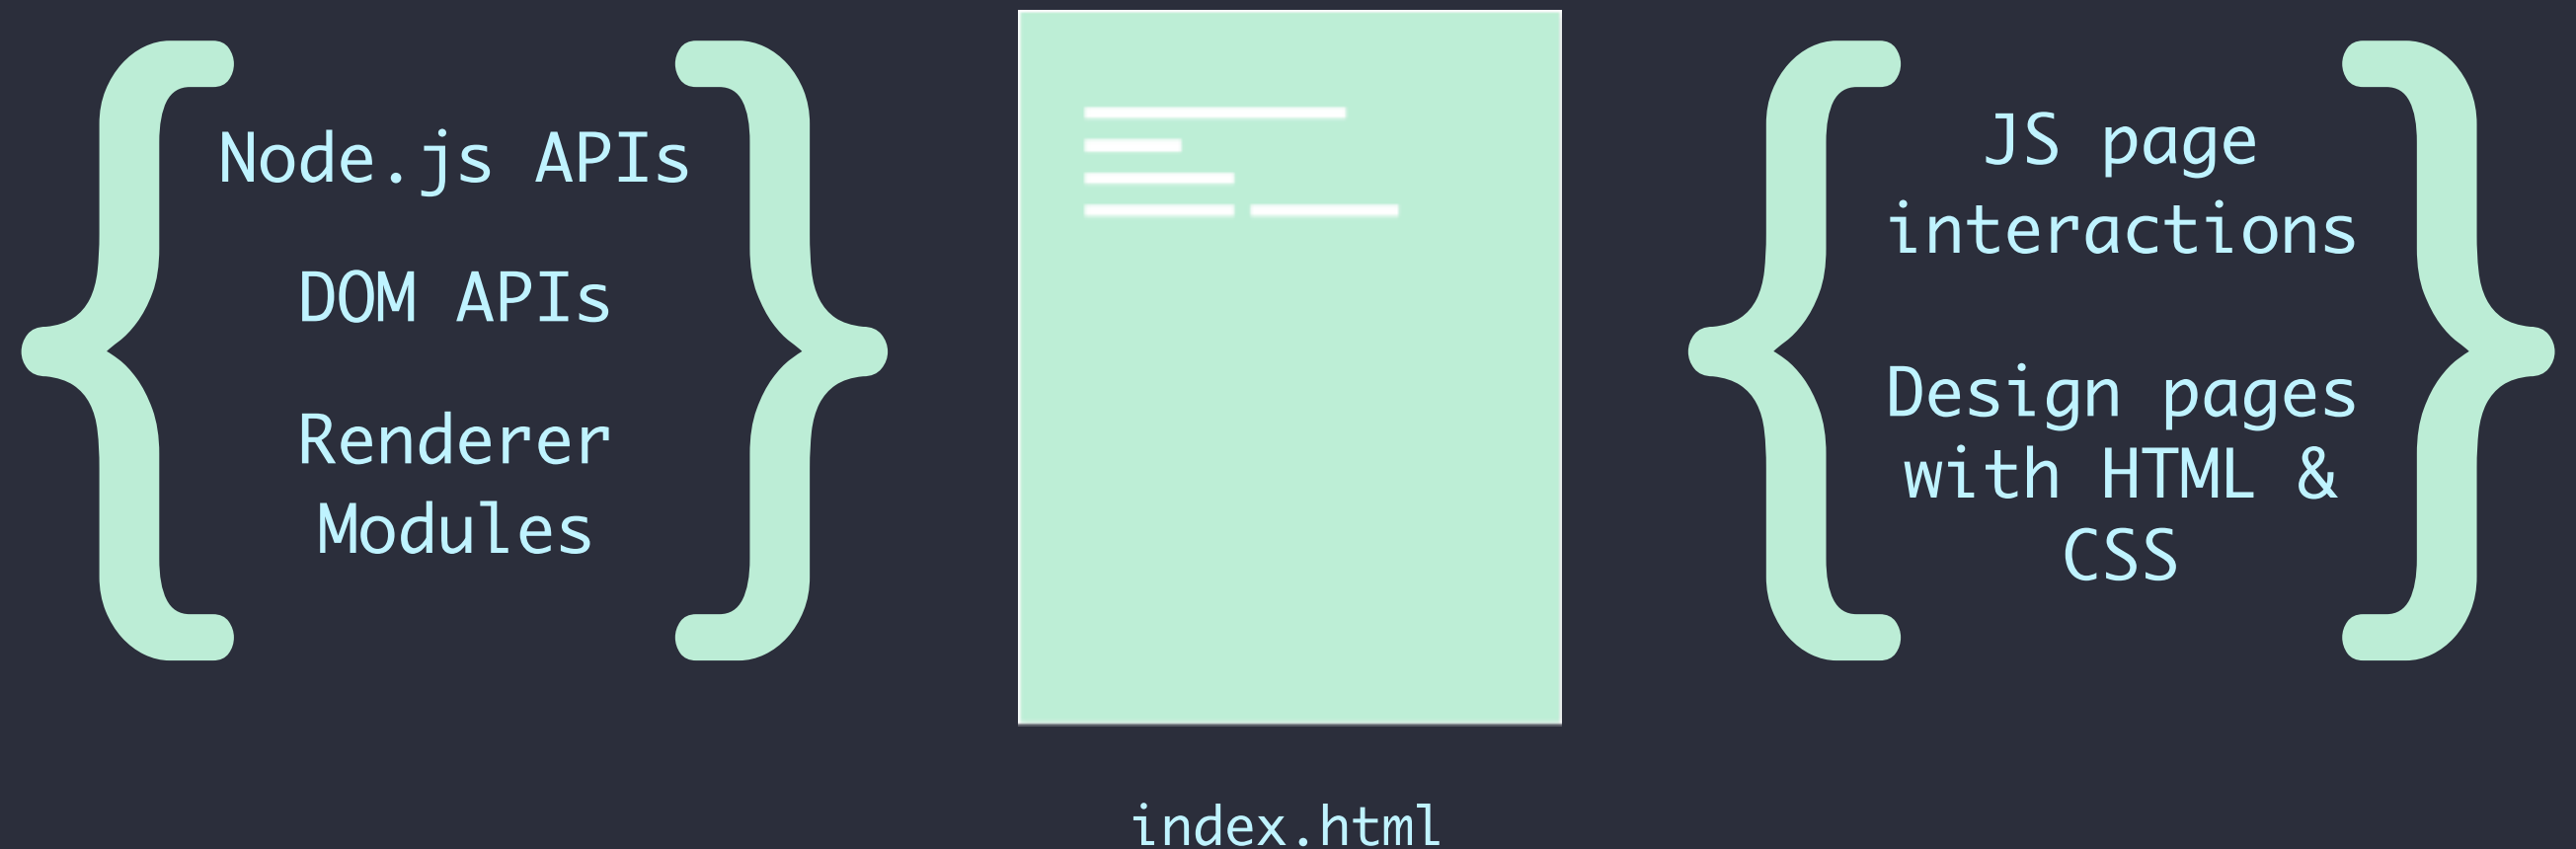 Node.js APIs
DOM APIs
Renderer
Modules
index.html
JS page
interactions
Design pages
with HTML &
CSS